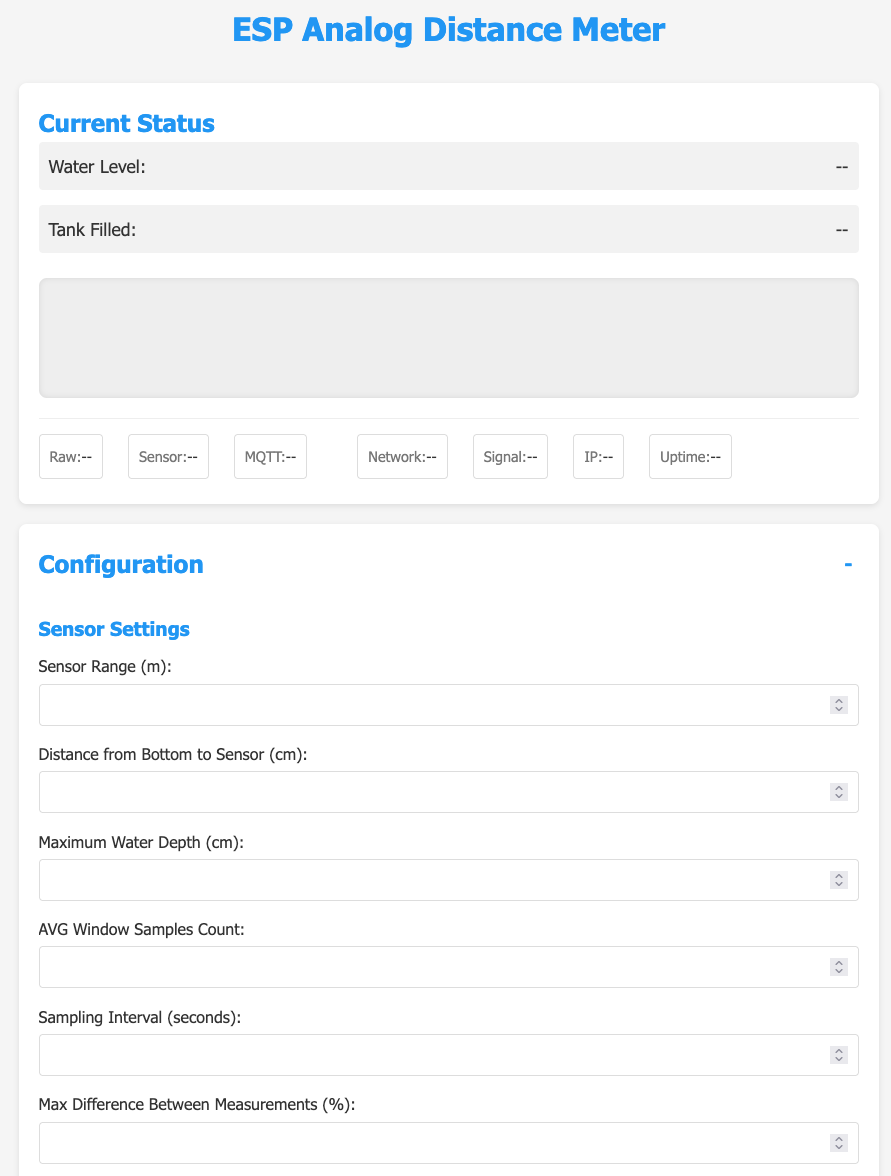 ESP Analog Distance Meter
Current Status
Water Level: --
Tank Filled: --
Raw:-- Sensor:-- MQTT:-- Network:-- Signal:-- IP:-- Uptime:--
Configuration -
Sensor Settings
Sensor Range (m):
Distance from Bottom to Sensor (cm):
Maximum Water Depth (cm):
AVG Window Samples Count:
Sampling Interval (seconds):
Max Difference Between Measurements (%):